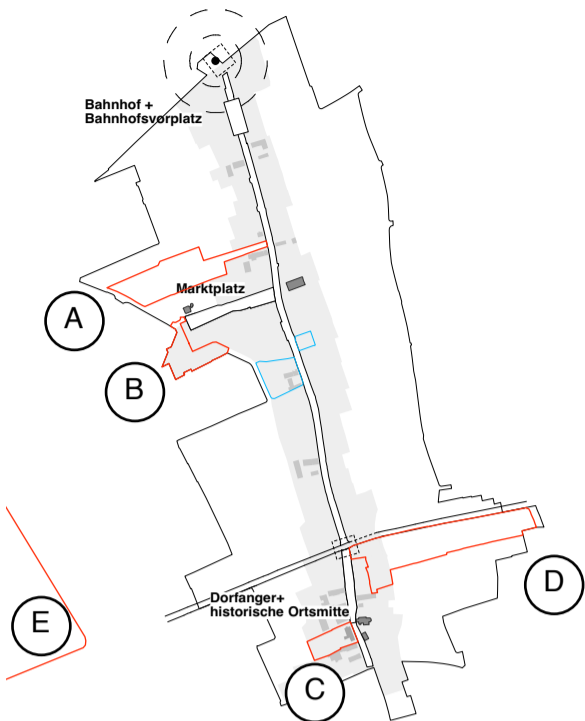 Bahnhof +
Bahnhofsvorplatz
Marktplatz
A
B
D
Dorfanger+
historische Ortsmitte
E
C